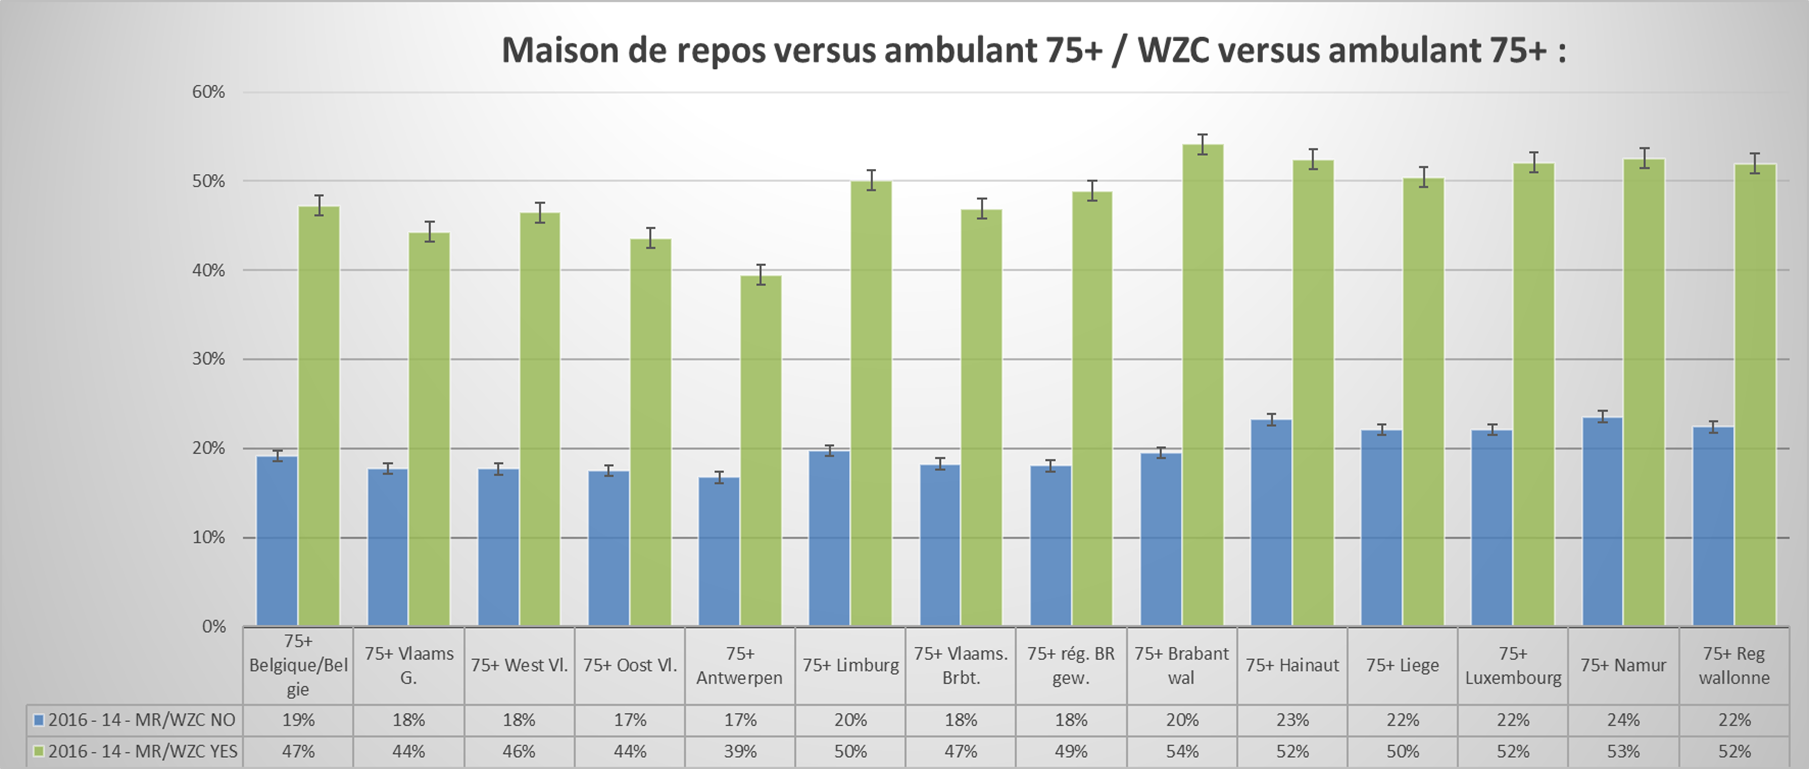 Maison de repos versus ambulant 75+ / WZC versus ambulant 75+ :
60%
50%
40%
30%
20%
10%
0%
75+
Belgique/Bel
gie
75+ Vlaams
G.
75+ West Vl.
75+ Oost Vl.
75+
Antwerpen
75+ Limburg
75+ Vlaams.
Brbt.
75+ rég. BR
gew.
75+ Brabant
wal
75+ Hainaut
75+ Liege
75+
Luxembourg
75+ Namur
75+ Reg
wallonne
2016 - 14 - MR/WZC NO 19% 18% 18% 17% 17% 20% 18% 18% 20% 23% 22% 22% 24% 22%
2016 - 14 - MR/WZC YES 47% 44% 46% 44% 39% 50% 47% 49% 54% 52% 50% 52% 53% 52%